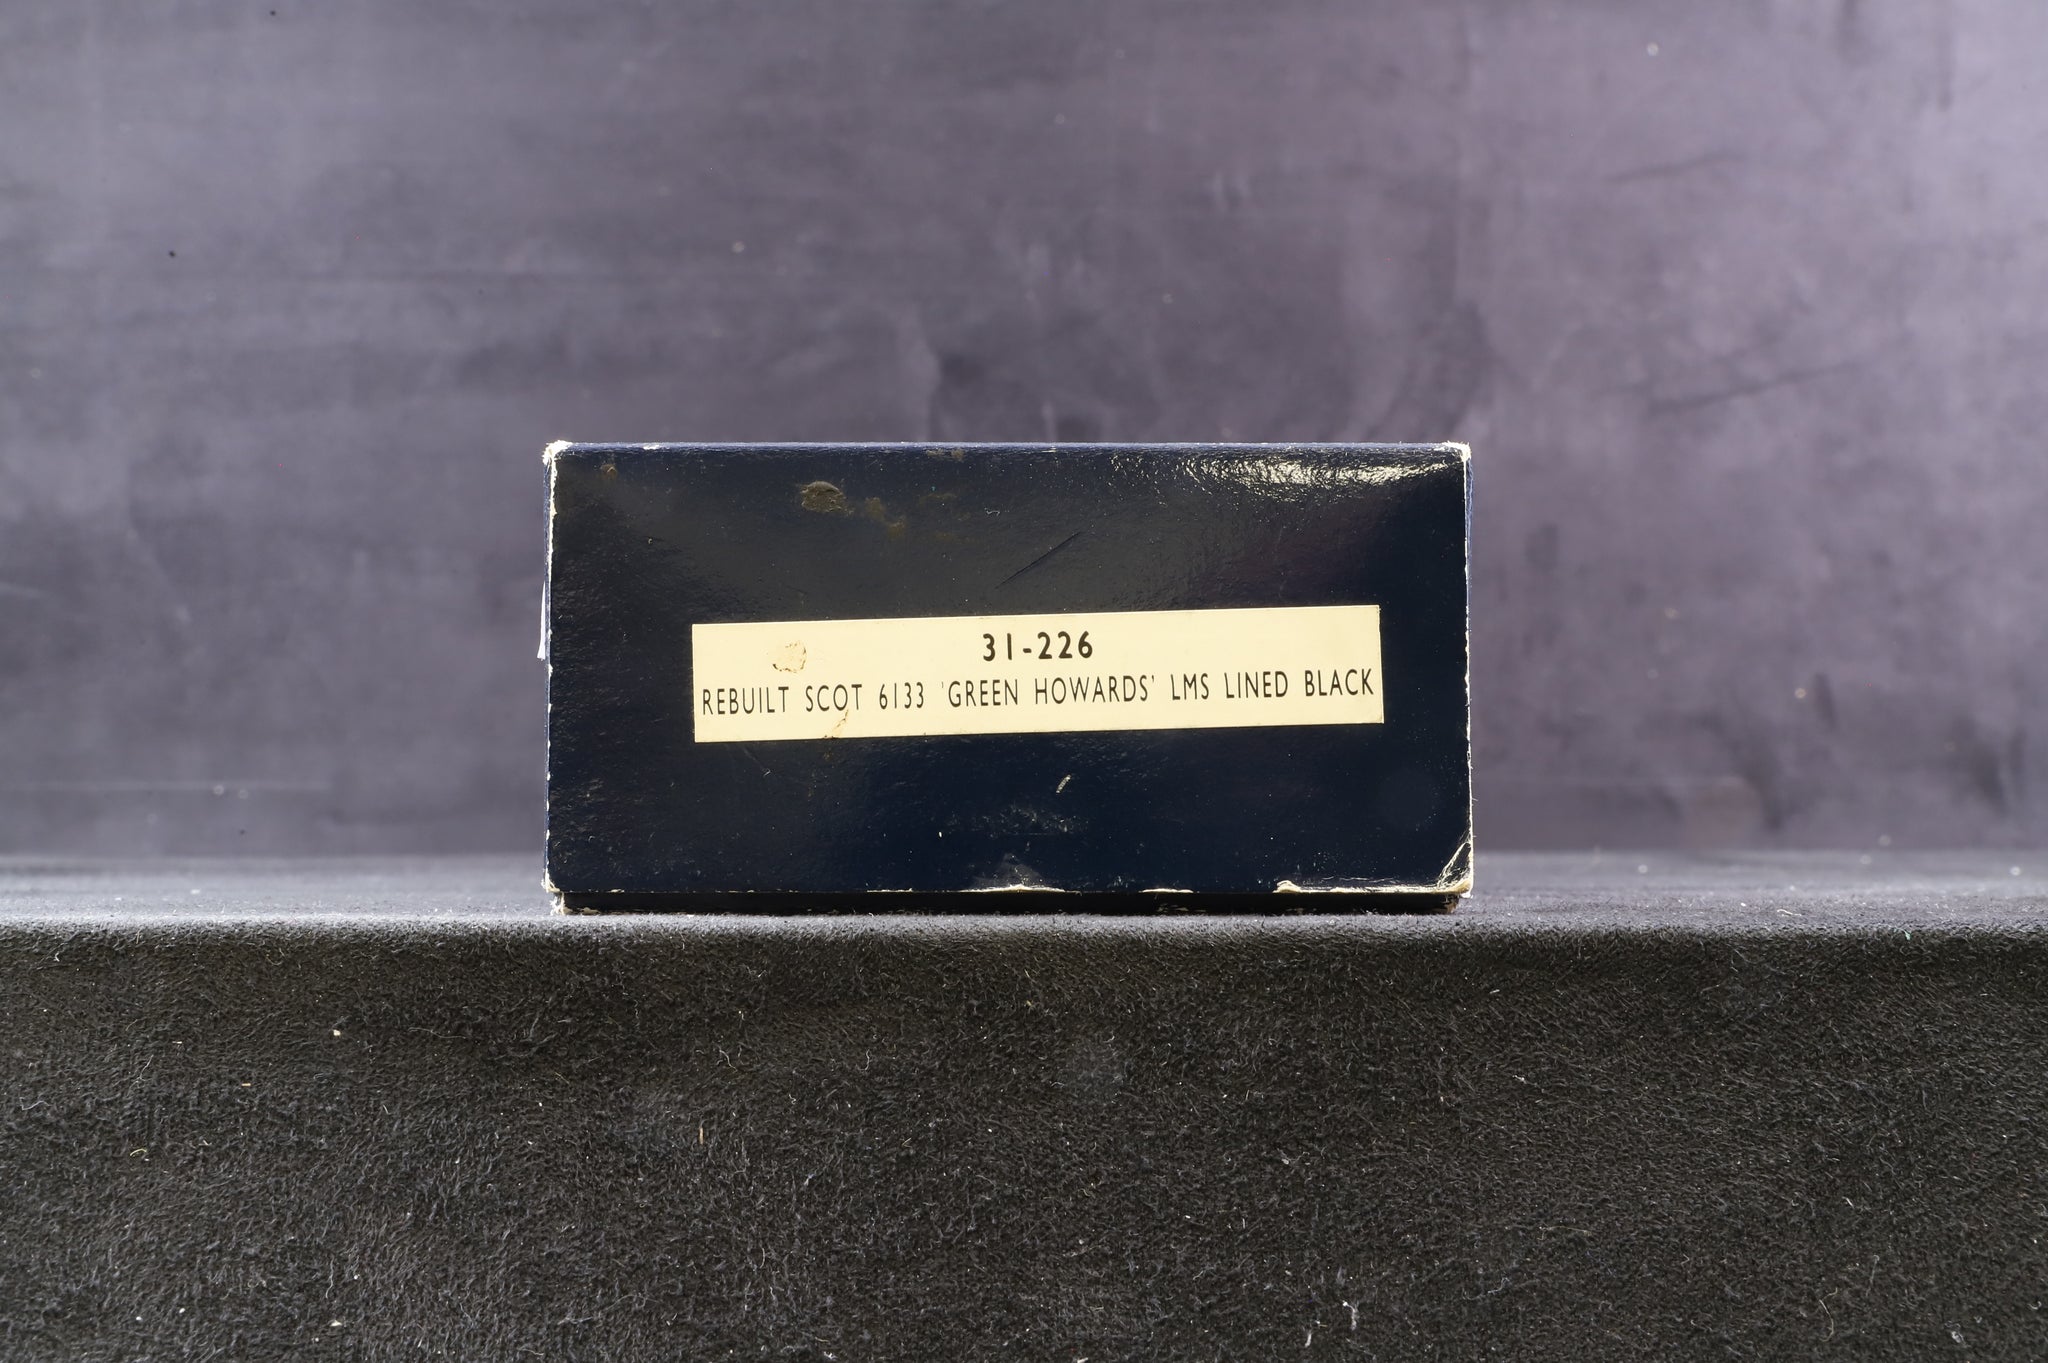 31-226
REBUILT SCOT 6133 'GREEN HOWARDS' LMS LINED BLACK